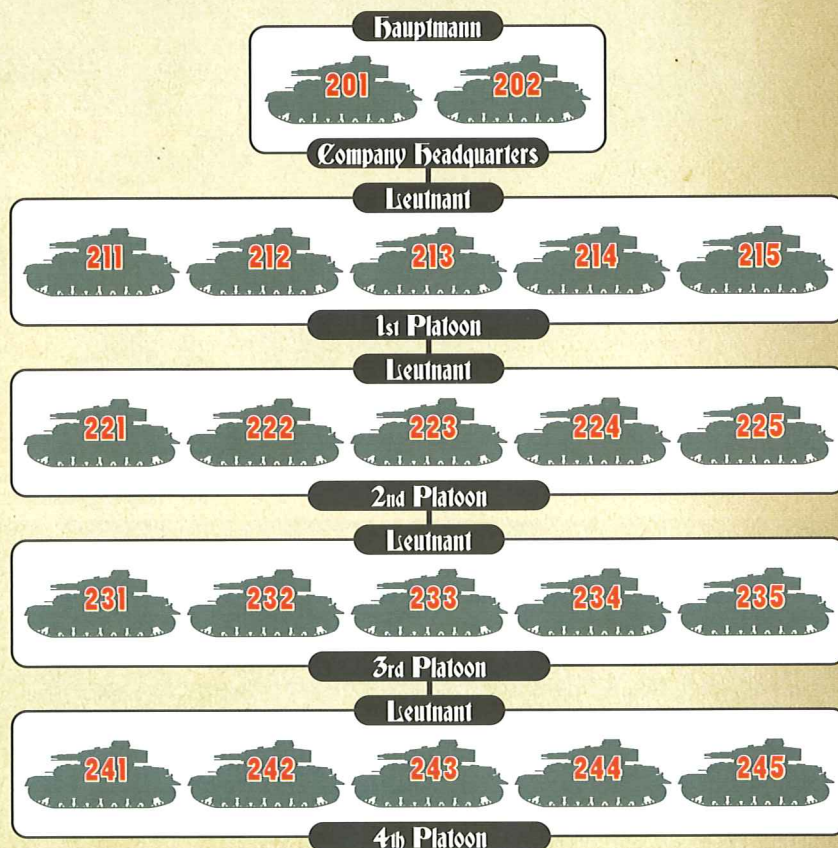 Hauptmann
201 202
Company Headquarters
Leutnant
211 212 213 214 215
1st Platoon
Leutnant
221 222 223 224 225
2nd Platoon
Leutnant
231 232 233 234 235
3rd Platoon
Leutnant
241 242 243 244 245
4th Platoon